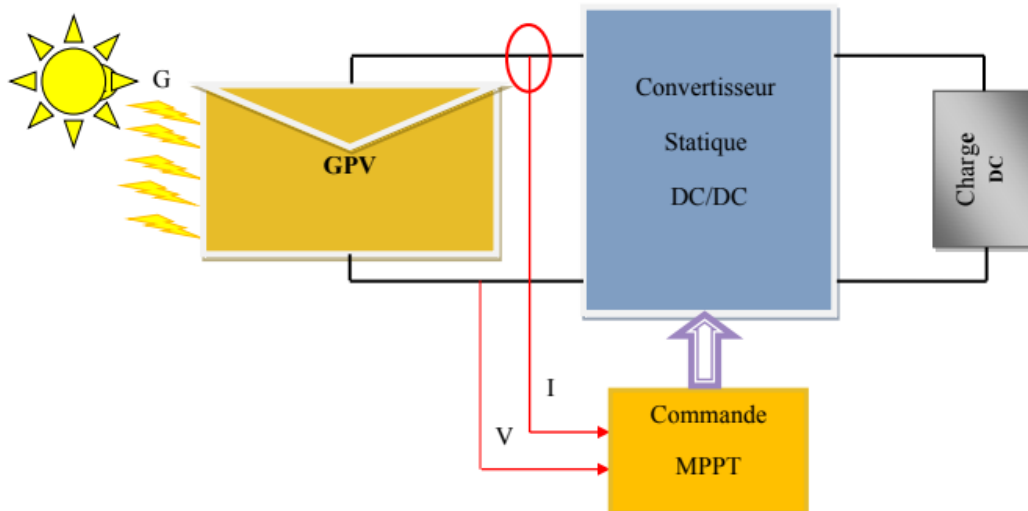 G
GPV
Convertisseur
Statique
DC/DC
Charge
DC
I
V
Commande
MPPT